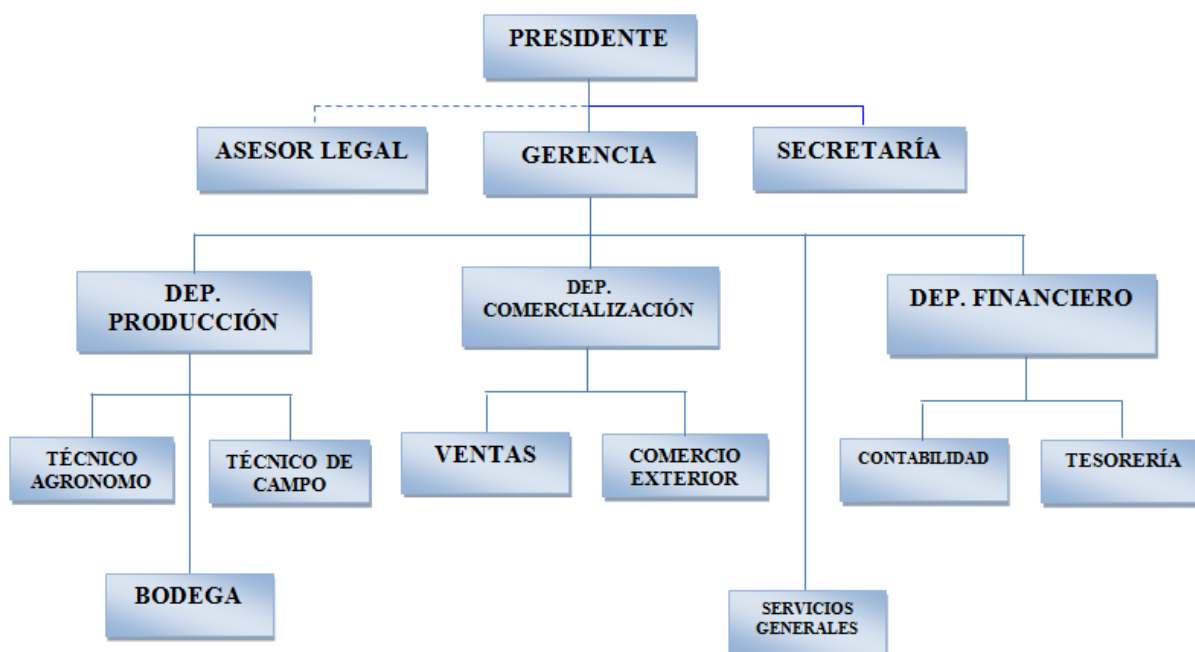 PRESIDENTE
ASESOR LEGAL
GERENCIA
SECRETARÍA
DEP.
PRODUCCIÓN
DEP.
COMERCIALIZACIÓN
DEP. FINANCIERO
TÉCNICO
AGRONOMO
TÉCNICO DE
CAMPO
VENTAS
COMERCIO
EXTERIOR
CONTABILIDAD
TESORERÍA
BODEGA
SERVICIOS
GENERALES